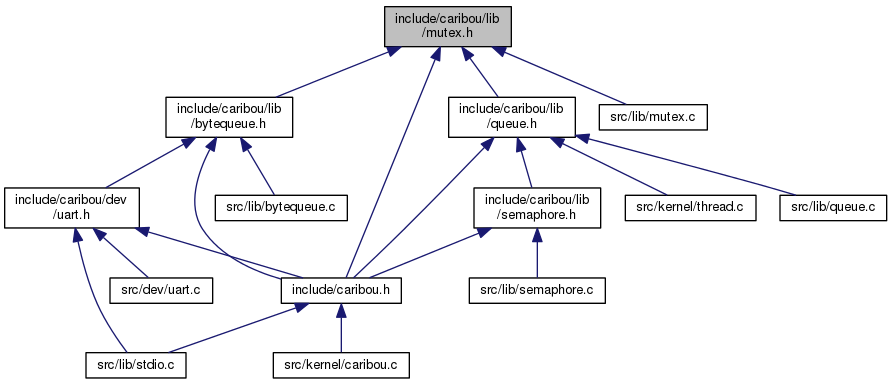 include/caribou/lib
/mutex.h
include/caribou/lib
/bytequeue.h
include/caribou/lib
/queue.h
src/lib/mutex.c
include/caribou/dev
/uart.h
src/lib/bytequeue.c
include/caribou/lib
/semaphore.h
src/kernel/thread.c
src/lib/queue.c
src/dev/uart.c
include/caribou.h
src/lib/semaphore.c
src/lib/stdio.c
src/kernel/caribou.c